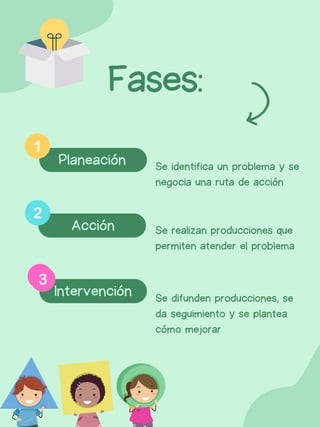 Fases:
1
Planeación
Se identifica un problema y se
negocia una ruta de acción
2
Acción
Se realizan producciones que
permiten atender el problema
3
Intervención
Se difunden producciones, se
da seguimiento y se plantea
cómo mejorar